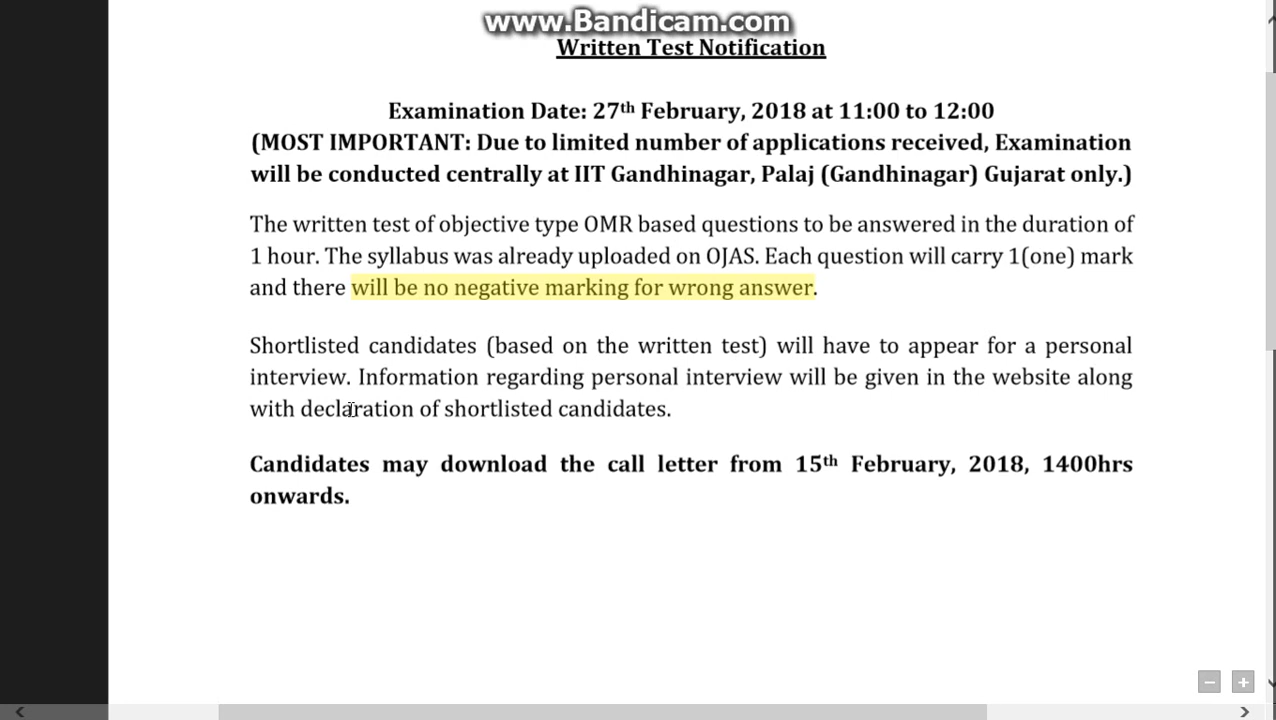 www.Bandicam.com
Written Test Notification
Examination Date: 27th February, 2018 at 11:00 to 12:00
(MOST IMPORTANT: Due to limited number of applications received, Examination
will be conducted centrally at IIT Gandhinagar, Palaj (Gandhinagar) Gujarat only.)
The written test of objective type OMR based questions to be answered in the duration of
1 hour. The syllabus was already uploaded on OJAS. Each question will carry 1(one) mark
and there will be no negative marking for wrong answer.
Shortlisted candidates (based on the written test) will have to appear for a personal
interview. Information regarding personal interview will be given in the website along
with declaration of shortlisted candidates.
Candidates may download the call letter from 15th February, 2018, 1400hrs
onwards.